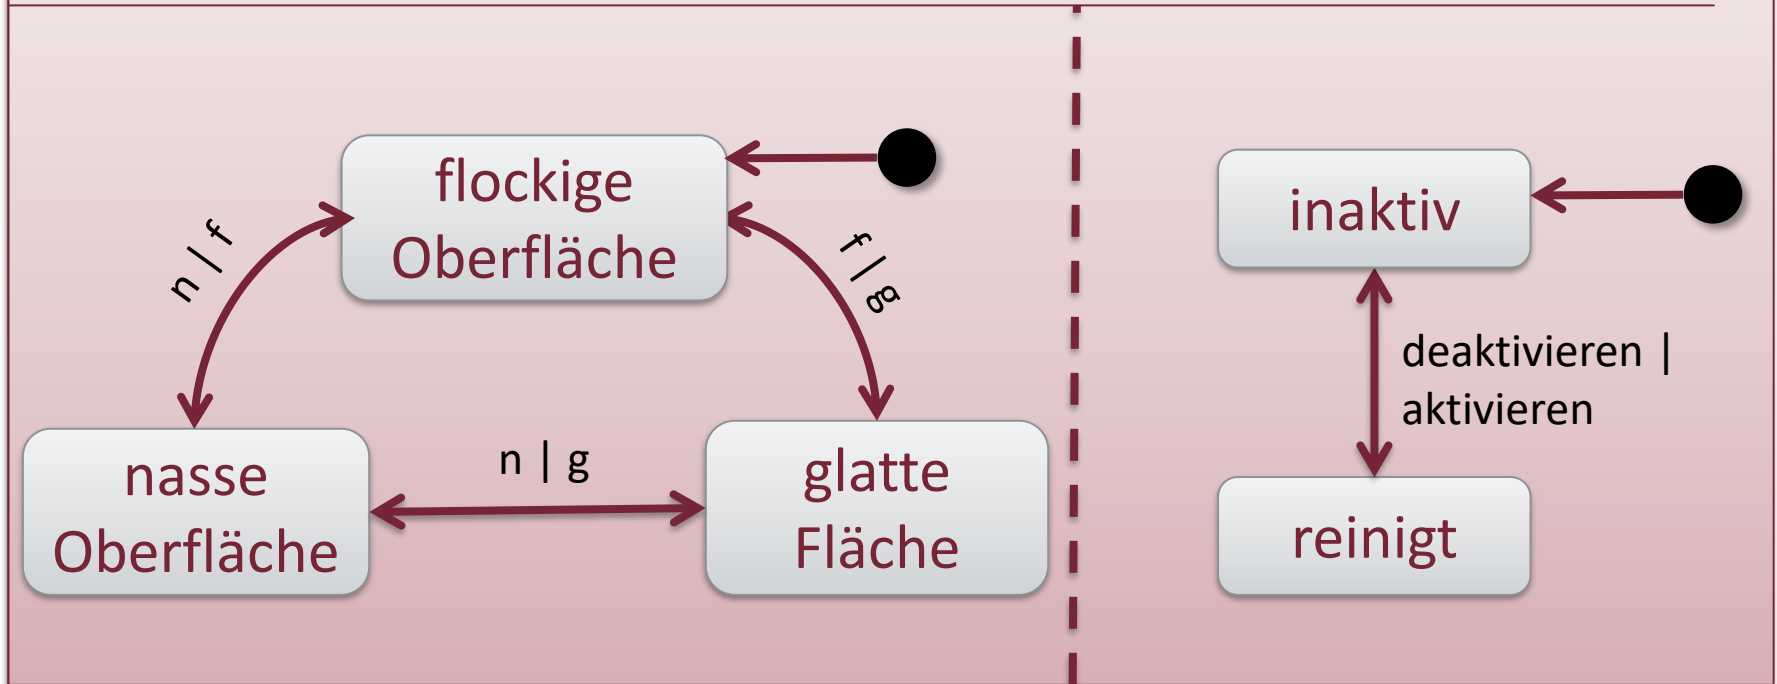 flockige
Oberfläche
n | f
f | g
nasse
Oberfläche
n | g
glatte
Fläche
inaktiv
deaktivieren |
aktivieren
reinigt